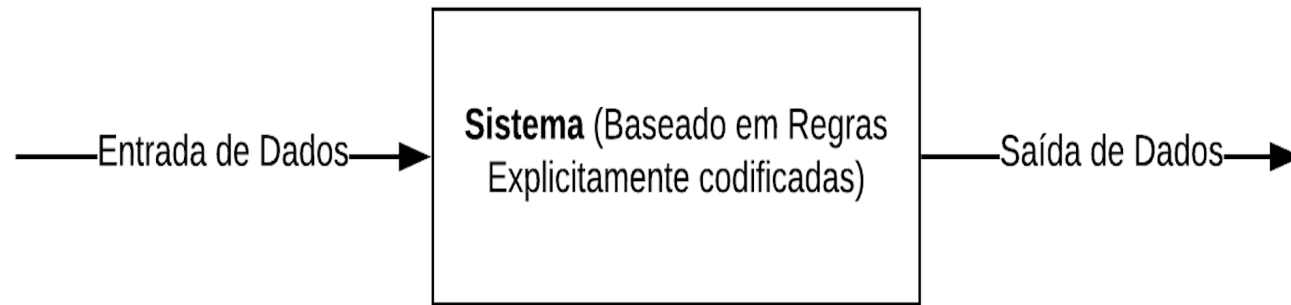 Entrada de Dados
Sistema (Baseado em Regras
Explicitamente codificadas)
Saída de Dados